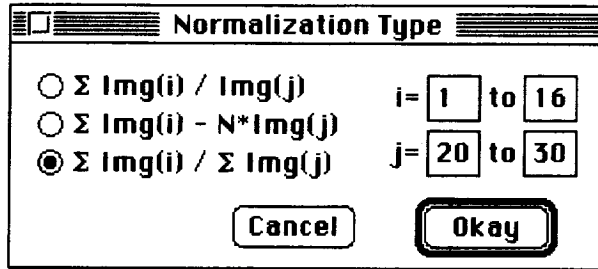 Normalization Type
Σ Img(i) / Img(j)
Σ Img(i) - N*Img(j)
Σ Img(i) / Σ Img(j)
i= 1 to 16
j= 20 to 30
Cancel Okay